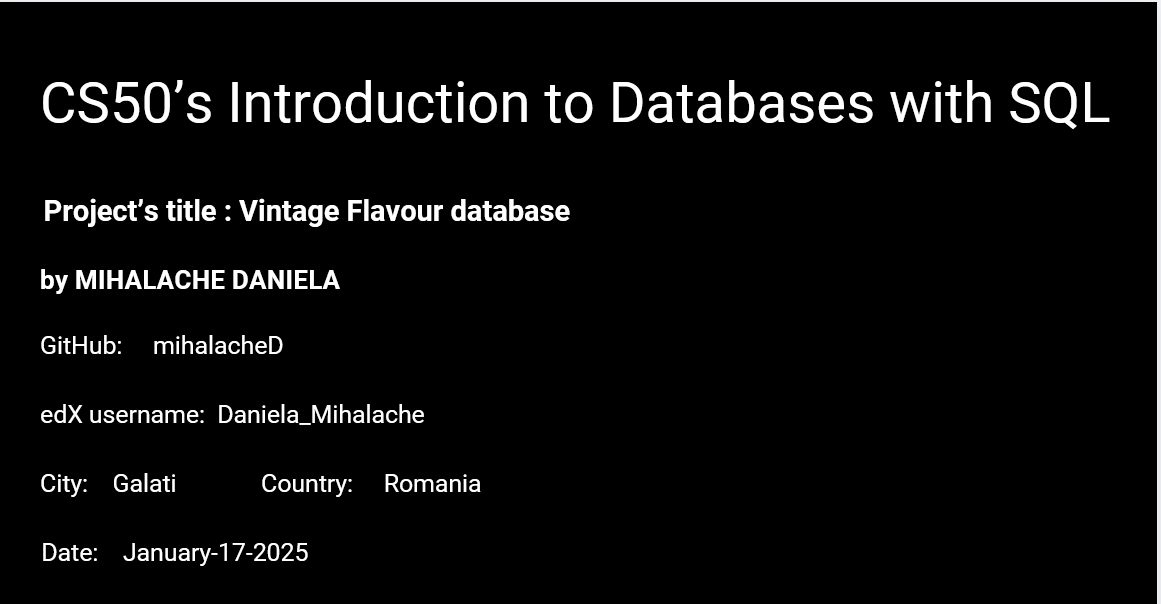 CS50’s Introduction to Databases with SQL
Project’s title : Vintage Flavour database
by MIHALACHE DANIELA
GitHub: mihalacheD
edX username: Daniela_Mihalache
City: Galati Country: Romania
Date: January-17-2025